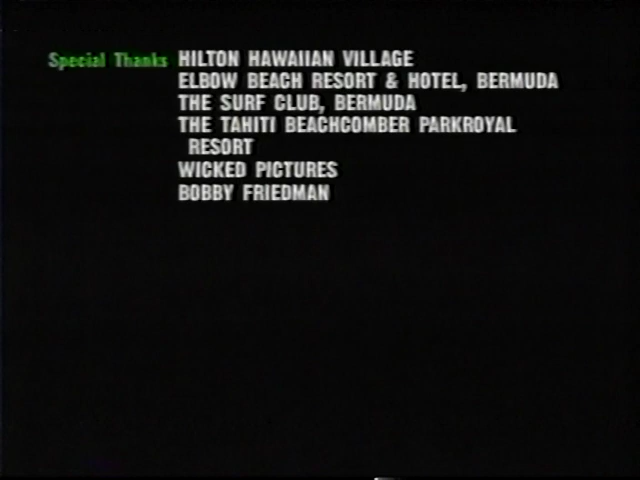 Special Thanks HILTON HAWAIIAN VILLAGE
ELBOW BEACH RESORT & HOTEL, BERMUDA
THE SURF CLUB, BERMUDA
THE TAHITI BEACHCOMBER PARKROYAL
RESORT
WICKED PICTURES
BOBBY FRIEDMAN